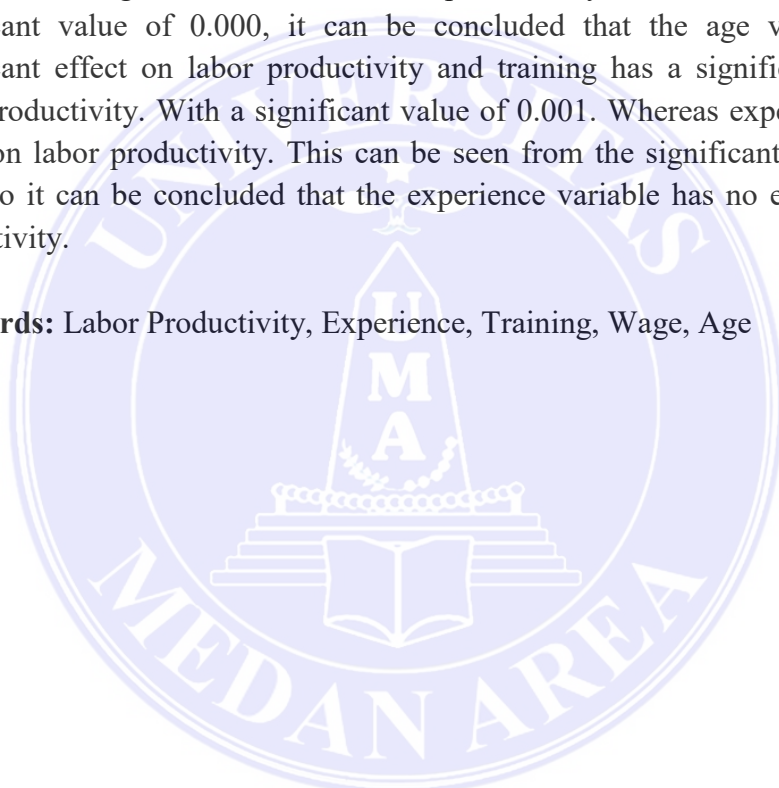 ant value of 0.000, it can be concluded that the age v
ant effect on labor productivity and training has a signific
roductivity. With a significant value of 0.001. Whereas expe
on labor productivity. This can be seen from the significant
o it can be concluded that the experience variable has no e
tivity.
rds: Labor Productivity, Experience, Training, Wage, Age
UNIVERSITAS
U
M
A
MEDAN AREA